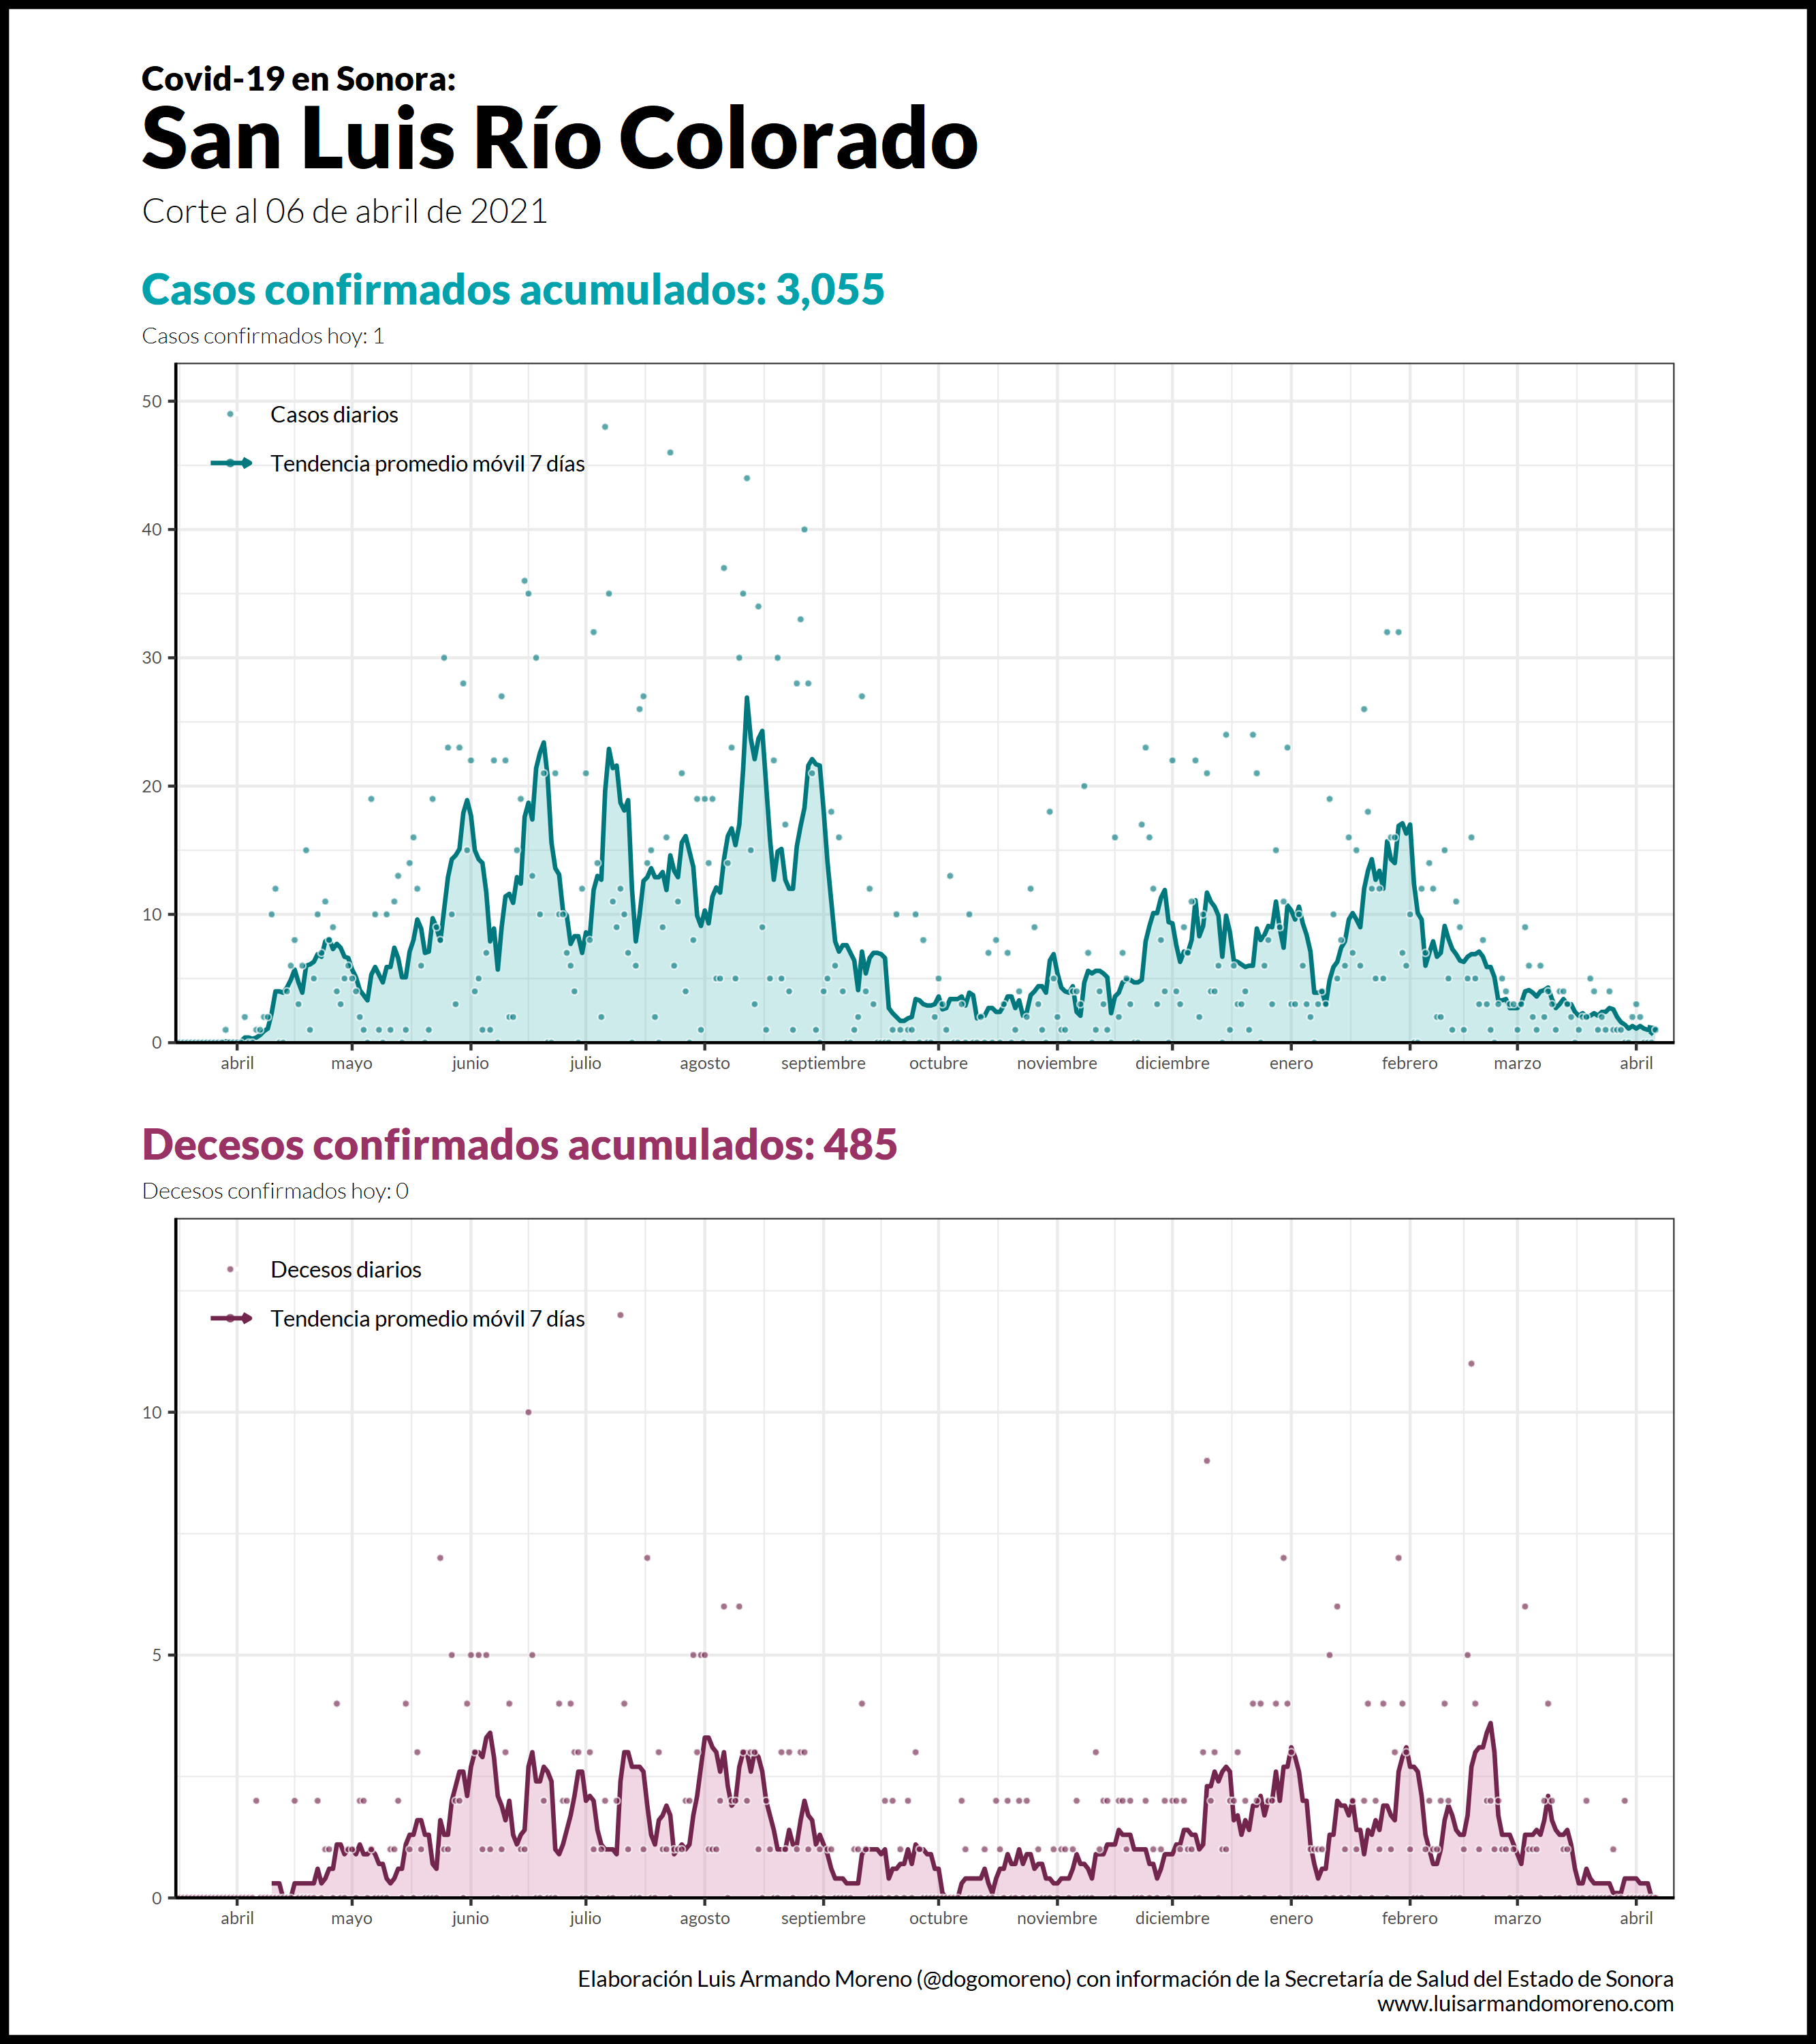 Covid-19 en Sonora:
San Luis Río Colorado
Corte al 06 de abril de 2021
Casos confirmados acumulados: 3,055
Casos confirmados hoy: 1
50
Casos diarios
Tendencia promedio móvil 7 días
40
30
20
10
0
abril mayo junio julio agosto septiembre octubre noviembre diciembre enero febrero marzo abril
Decesos confirmados acumulados: 485
Decesos confirmados hoy: 0
Decesos diarios
Tendencia promedio móvil 7 días
10
5
0
abril mayo junio julio agosto septiembre octubre noviembre diciembre enero febrero marzo abril
Elaboración Luis Armando Moreno (@dogomoreno) con información de la Secretaría de Salud del Estado de Sonora
www.luisarmandomoreno.com